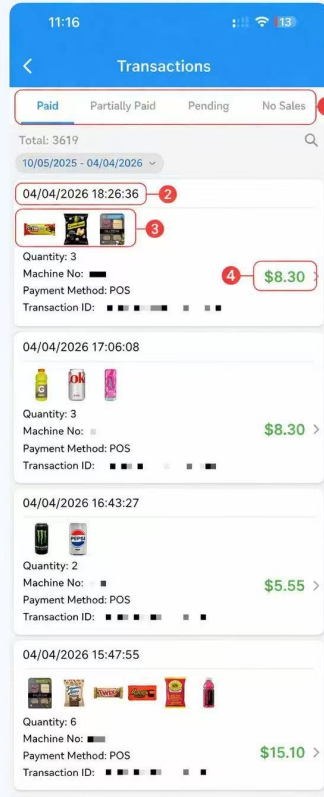 11:16
13
Transactions
Paid Partially Paid Pending No Sales
Total: 3619
10/05/2025 - 04/04/2026
04/04/2026 18:26:36 2
3
Quantity: 3
Machine No:
4 $8.30
Payment Method: POS
Transaction ID:
04/04/2026 17:06:08
Quantity: 3
Machine No:
$8.30
Payment Method: POS
Transaction ID:
04/04/2026 16:43:27
PEPSI
Quantity: 2
Machine No:
$5.55
Payment Method: POS
Transaction ID:
04/04/2026 15:47:55
TWIX
Quantity: 6
Machine No:
$15.10
Payment Method: POS
Transaction ID: